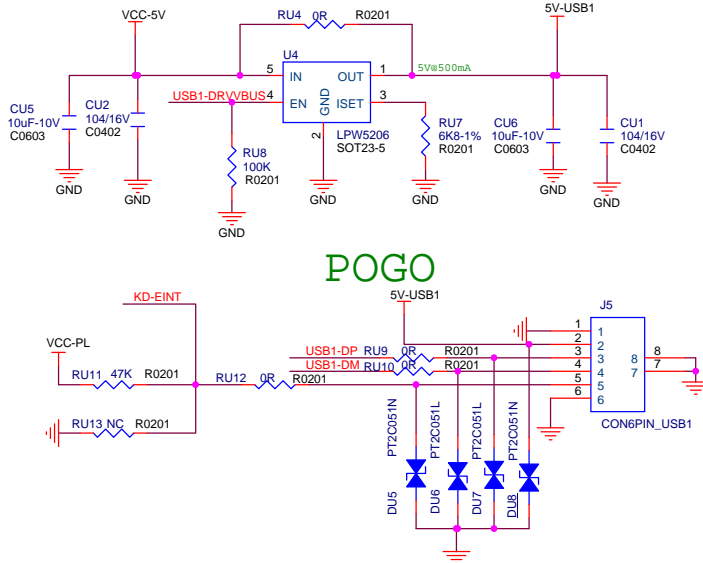 VCC-5V
RU4 0R R0201
5V-USB1
U4
5 IN OUT 1
5V@500mA
USB1-DRVVBUS 4 EN ISET 3
GND
2
CU5
10uF-10V
C0603
CU2
104/16V
C0402
LPW5206
SOT23-5
RU7
6K8-1%
R0201
CU6
10uF-10V
C0603
CU1
104/16V
C0402
RU8
100K
R0201
GND
GND
GND
GND
GND
GND
GND
POGO
KD-EINT
5V-USB1
J5
VCC-PL
USB1-DP RU9 0R R0201
USB1-DM RU10 0R R0201
RU11 47K R0201
RU12 0R R0201
RU13 NC R0201
1 1
2 2
3 3
4 4
5 5
6 6
8 8
7 7
CON6PIN_USB1
PT2C051N
PT2C051L
PT2C051L
PT2C051N
DU5
DU6
DU7
DU8